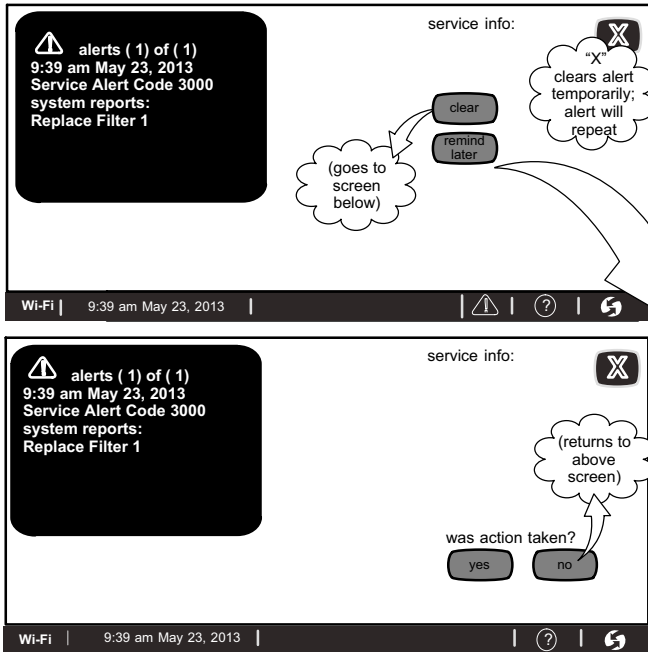 alerts ( 1) of ( 1)
9:39 am May 23, 2013
Service Alert Code 3000
system reports:
Replace Filter 1
service info:
X
“X”
clears alert
temporarily;
alert will
repeat
clear
remind
later
(goes to
screen
below)
Wi-Fi
9:39 am May 23, 2013
?
alerts ( 1) of ( 1)
9:39 am May 23, 2013
Service Alert Code 3000
system reports:
Replace Filter 1
service info:
X
(returns to
above
screen)
was action taken?
yes
no
Wi-Fi
9:39 am May 23, 2013
?